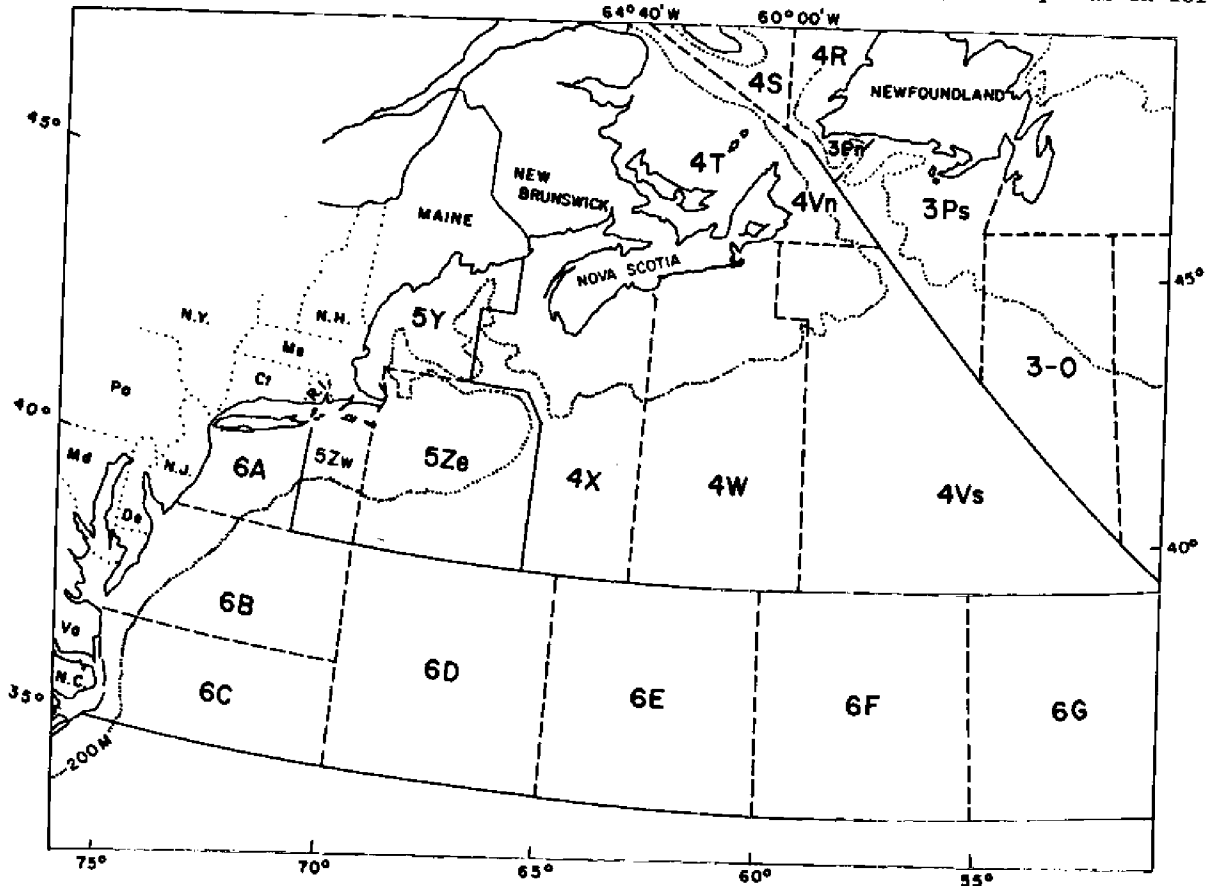 64°40'W
60°00'W
4R
4S
NEWFOUNDLAND
45°
3Pn
4T
NEW
BRUNSWICK
4Vn
3Ps
MAINE
NOVA SCOTIA
45°
N.Y.
N.H.
5Y
Ma
Ct
R.I.
3-O
Pa
40°
Md
N.J.
6A
5Zw
5Ze
4X
4W
4Vs
De
40°
6B
Va
N.C.
6C
6D
6E
6F
6G
35°
200M
75°
70°
65°
60°
55°